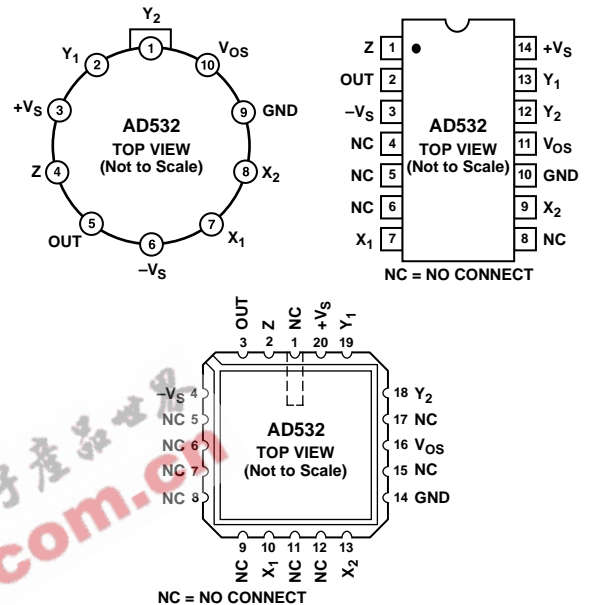 Y2
Y1 2 1 10 VOS
+VS 3 9 GND
AD532
TOP VIEW
(Not to Scale)
Z 4 8 X2
OUT 5 7 X1
6
–VS
Z 1 14 +VS
OUT 2 13 Y1
–VS 3 12 Y2
AD532
TOP VIEW
(Not to Scale)
NC 4 11 VOS
NC 5 10 GND
NC 6 9 X2
X1 7 8 NC
NC = NO CONNECT
OUT Z NC +VS Y1
3 2 1 20 19
–VS 4 18 Y2
NC 5 17 NC
NC 6 16 VOS
NC 7 15 NC
NC 8 14 GND
AD532
TOP VIEW
(Not to Scale)
9 10 11 12 13
NC X1 NC NC X2
NC = NO CONNECT
com.cn